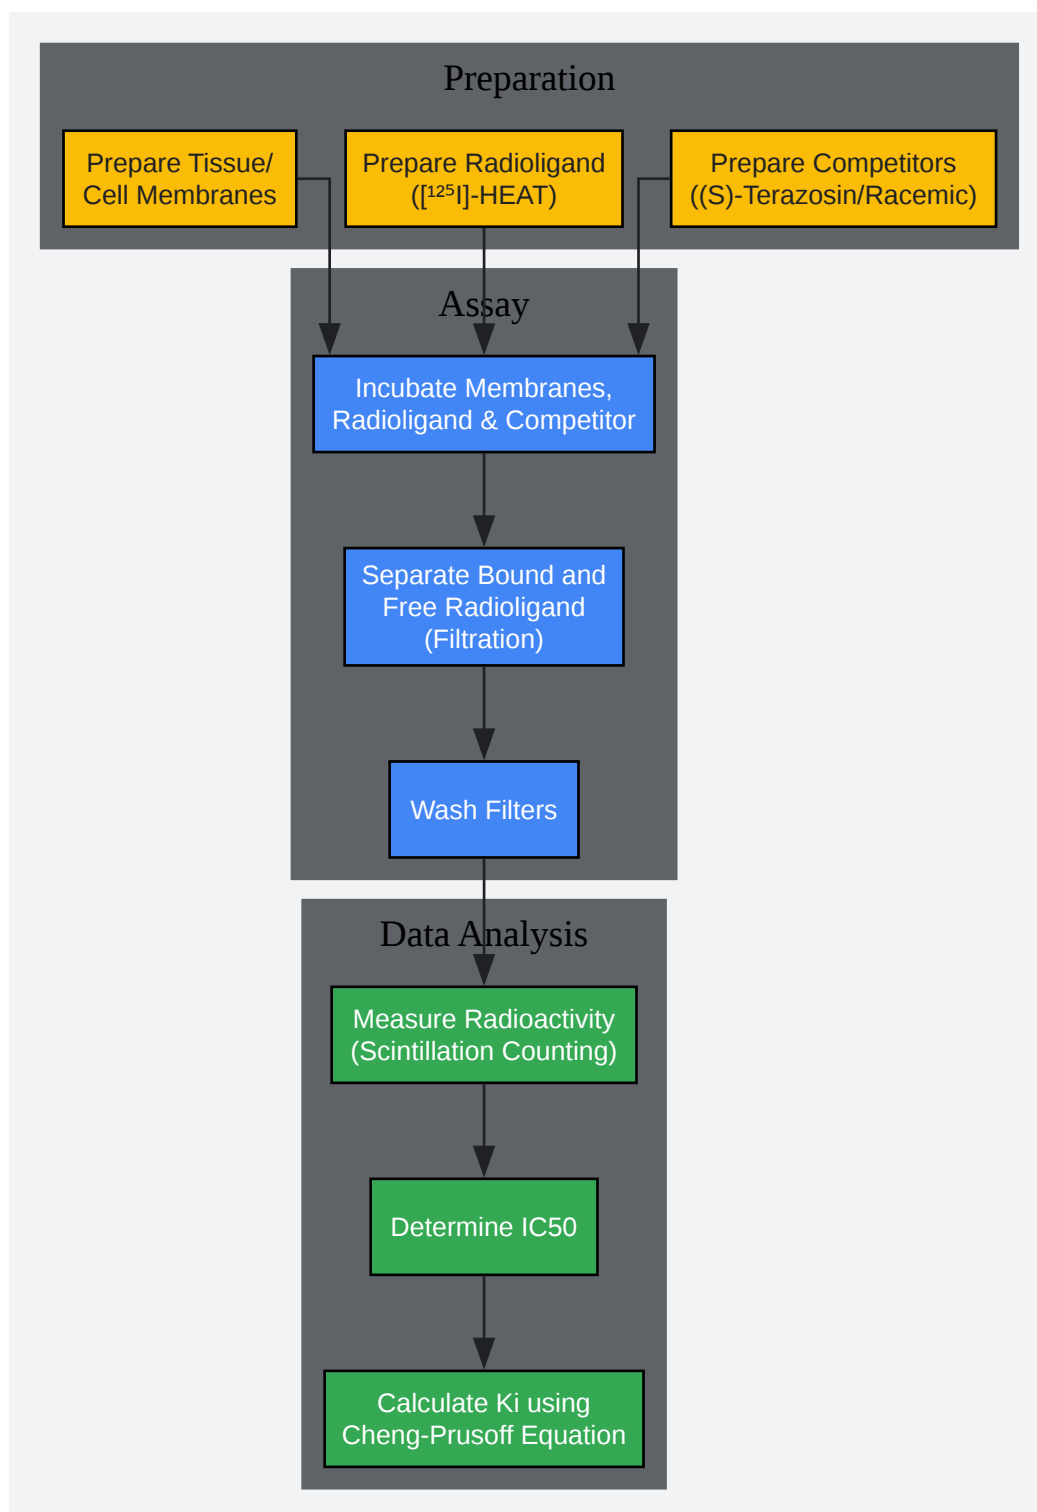 Preparation
Prepare Tissue/
Cell Membranes
Prepare Radioligand
([¹²⁵I]-HEAT)
Prepare Competitors
((S)-Terazosin/Racemic)
Assay
Incubate Membranes,
Radioligand & Competitor
Separate Bound and
Free Radioligand
(Filtration)
Wash Filters
Data Analysis
Measure Radioactivity
(Scintillation Counting)
Determine IC50
Calculate Ki using
Cheng-Prusoff Equation